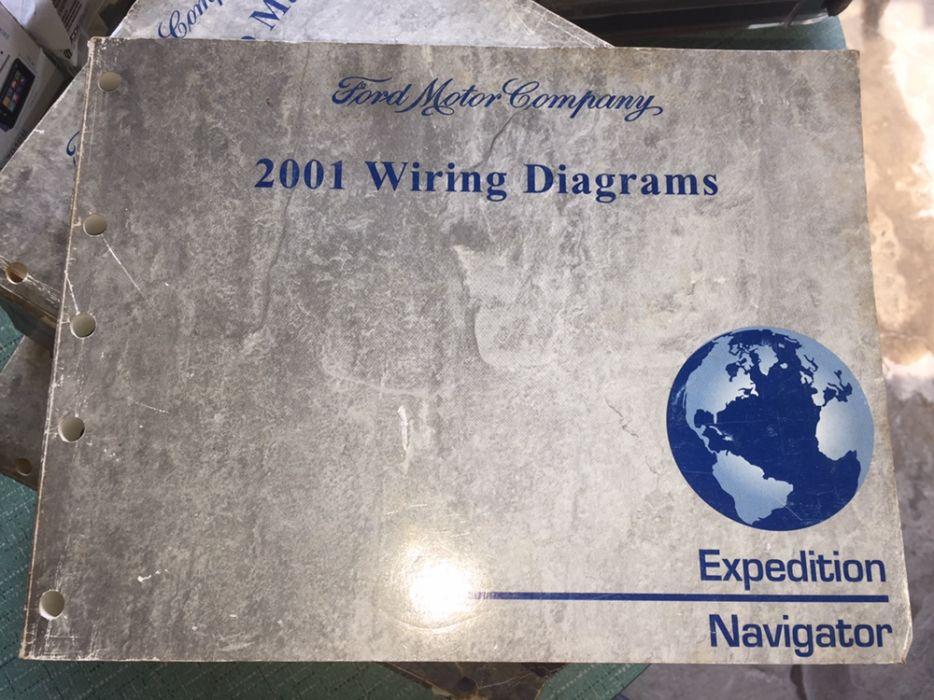 Ford Motor Company
2001 Wiring Diagrams
Expedition
Navigator